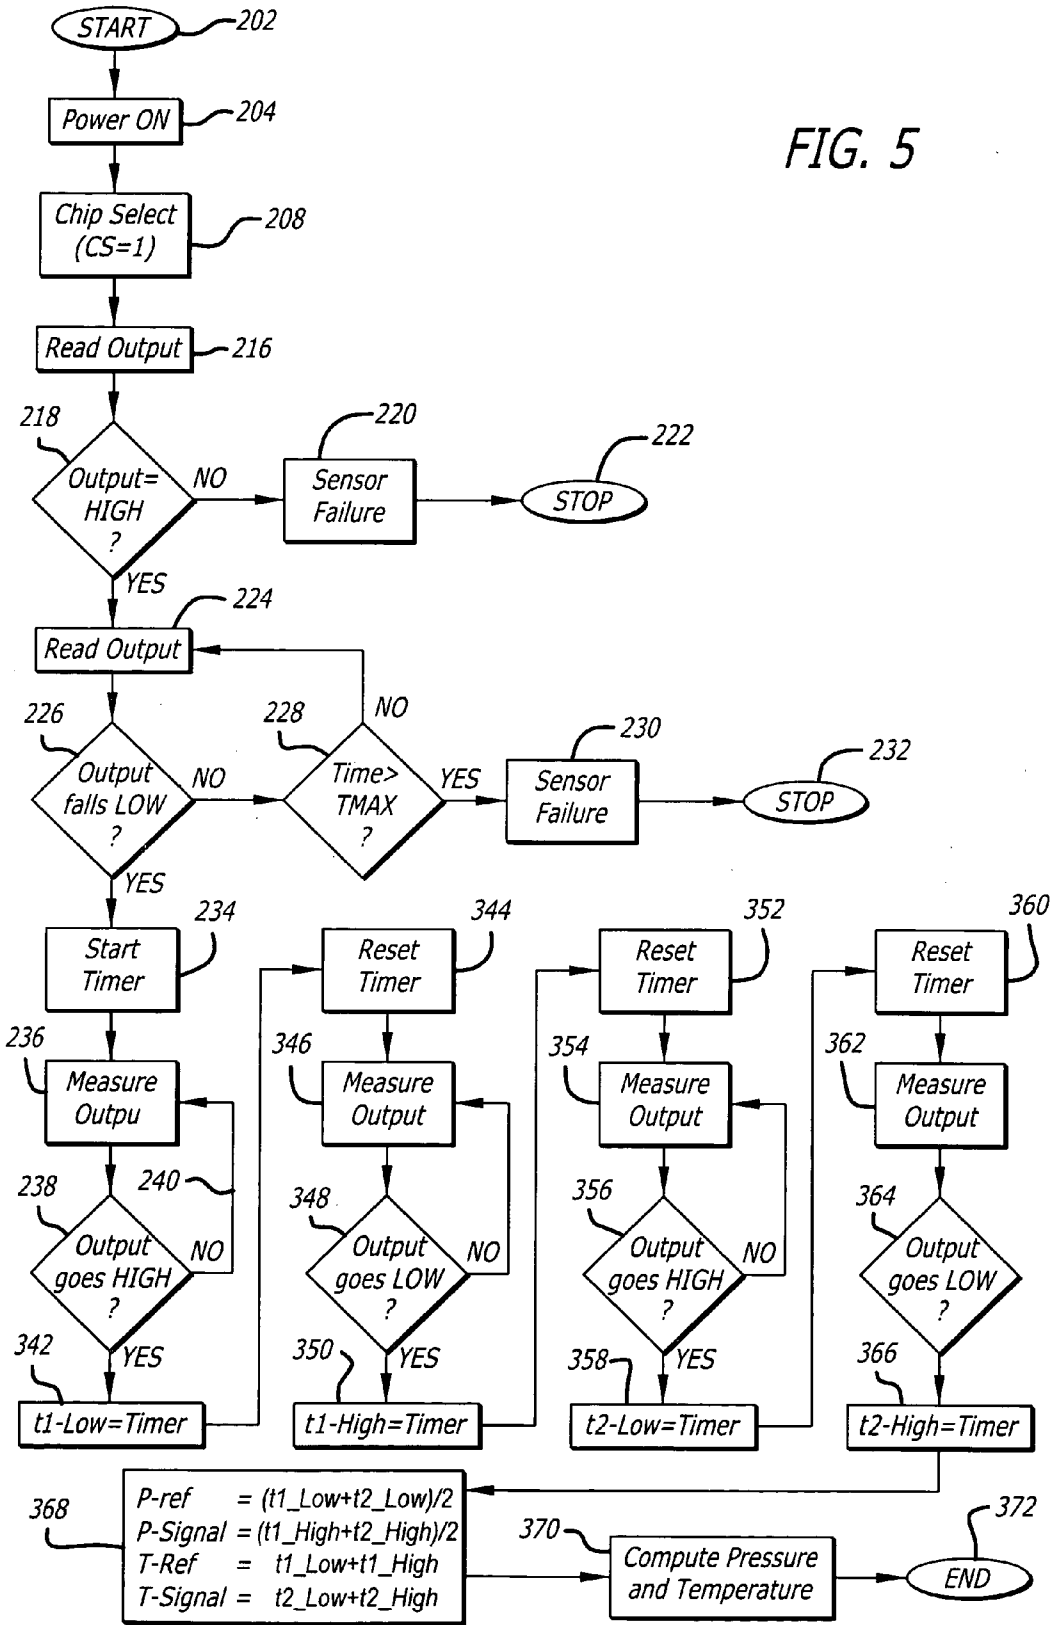 START
202
Power ON
204
FIG. 5
Chip Select
(CS=1)
208
Read Output
216
218
Output=
HIGH
?
NO
YES
220
Sensor
Failure
222
STOP
224
Read Output
226
Output
falls LOW
?
NO
YES
228
Time>
TMAX
?
NO
YES
230
Sensor
Failure
232
STOP
234
Start
Timer
236
Measure
Outpu
240
238
Output
goes HIGH
?
NO
YES
342
t1-Low=Timer
344
Reset
Timer
346
Measure
Output
348
Output
goes LOW
?
NO
YES
350
t1-High=Timer
352
Reset
Timer
354
Measure
Output
356
Output
goes HIGH
?
NO
YES
358
t2-Low=Timer
360
Reset
Timer
362
Measure
Output
364
Output
goes LOW
?
366
t2-High=Timer
368
P-ref = (t1_Low+t2_Low)/2
P-Signal = (t1_High+t2_High)/2
T-Ref = t1_Low+t1_High
T-Signal = t2_Low+t2_High
370
Compute Pressure
and Temperature
372
END